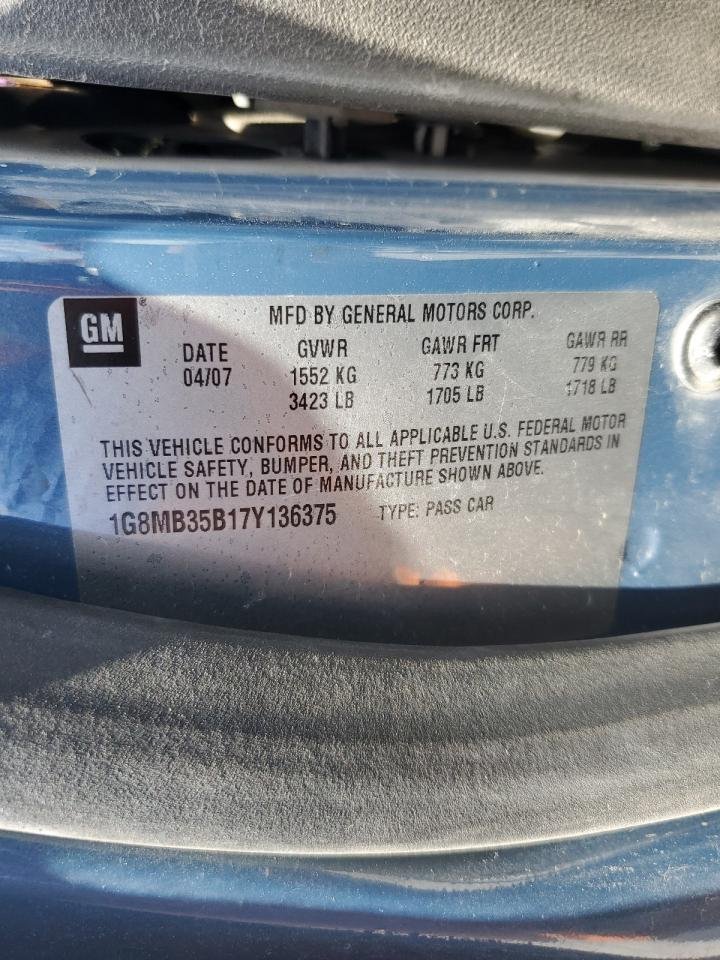 GM ®
MFD BY GENERAL MOTORS CORP.
DATE GVWR GAWR FRT GAWR RR
04/07 1552 KG 773 KG 779 KG
3423 LB 1705 LB 1718 LB
THIS VEHICLE CONFORMS TO ALL APPLICABLE U.S. FEDERAL MOTOR
VEHICLE SAFETY, BUMPER, AND THEFT PREVENTION STANDARDS IN
EFFECT ON THE DATE OF MANUFACTURE SHOWN ABOVE.
1G8MB35B17Y136375 TYPE: PASS CAR